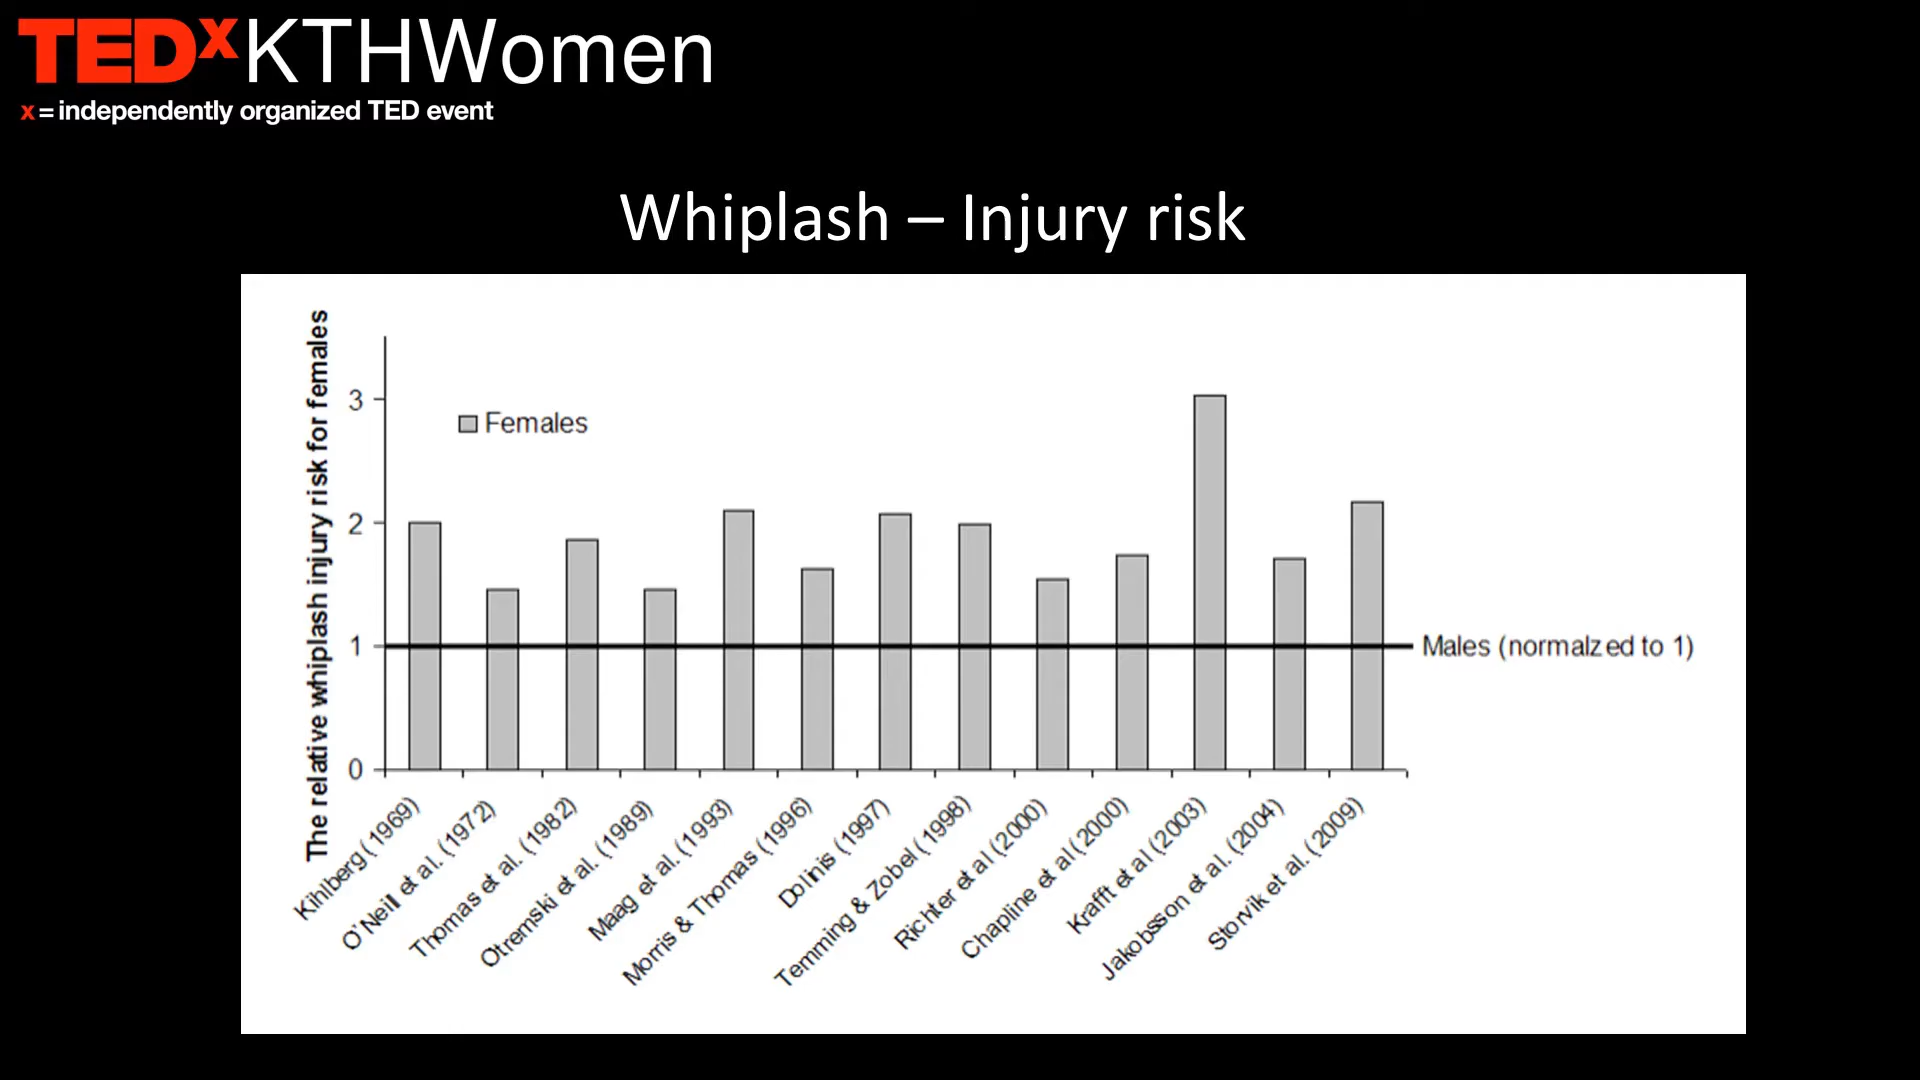 TEDxKTHWomen
x = independently organized TED event
Whiplash – Injury risk
The relative whiplash injury risk for females
3
2
1
0
Females
Males (normalzed to 1)
Kihlberg (1969)
O'Neill et al. (1972)
Thomas et al. (1982)
Otremski et al. (1989)
Maag et al. (1993)
Morris & Thomas (1996)
Dolinis (1997)
Temming & Zobel (1998)
Richter et al (2000)
Chapline et al (2000)
Krafft et al (2003)
Jakobsson et al. (2004)
Storvik et al. (2009)